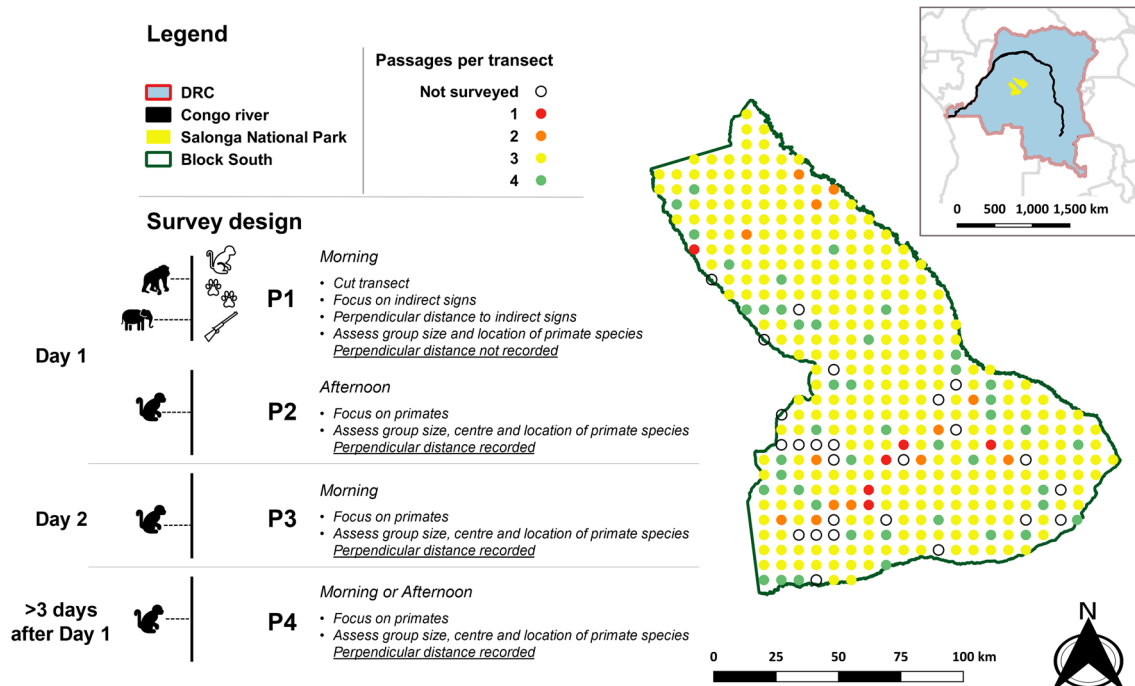 Legend
DRC
Congo river
Salonga National Park
Block South
Passages per transect
Not surveyed
1
2
3
4
Survey design
Day 1
P1
Morning
• Cut transect
• Focus on indirect signs
• Perpendicular distance to indirect signs
• Assess group size and location of primate species
Perpendicular distance not recorded
P2
Afternoon
• Focus on primates
• Assess group size, centre and location of primate species
Perpendicular distance recorded
Day 2
P3
Morning
• Focus on primates
• Assess group size, centre and location of primate species
Perpendicular distance recorded
>3 days
after Day 1
P4
Morning or Afternoon
• Focus on primates
• Assess group size, centre and location of primate species
Perpendicular distance recorded
0 500 1,000 1,500 km
0 25 50 75 100 km
N